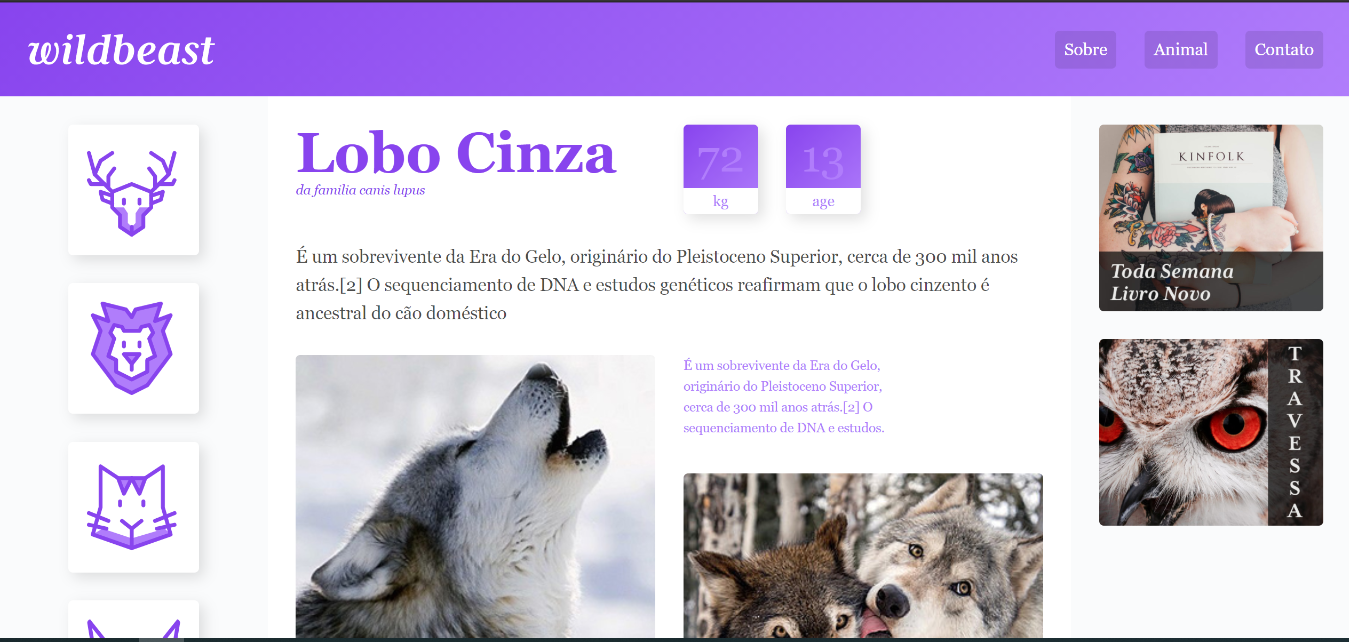 wildbeast
Sobre
Animal
Contato
Lobo Cinza
da família canis lupus
72
kg
13
age
É um sobrevivente da Era do Gelo, originário do Pleistoceno Superior, cerca de 300 mil anos
atrás.[2] O sequenciamento de DNA e estudos genéticos reafirmam que o lobo cinzento é
ancestral do cão doméstico
É um sobrevivente da Era do Gelo,
originário do Pleistoceno Superior,
cerca de 300 mil anos atrás.[2] O
sequenciamento de DNA e estudos.
KINFOLK
Toda Semana
Livro Novo
TRAVESSA